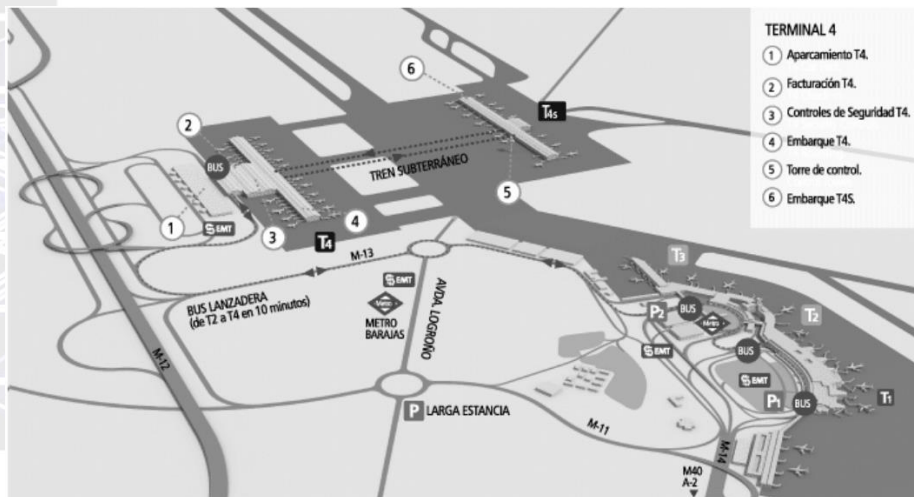 TERMINAL 4
1 Aparcamiento T4.
2 Facturación T4.
3 Controles de Seguridad T4.
4 Embarque T4.
5 Torre de control.
6 Embarque T4S.
6
T4s
2
BUS
TREN SUBTERRÁNEO
5
1
EMT
3
4
T4
M-13
T3
EMT
BUS LANZADERA
(de T2 a T4 en 10 minutos)
Metro
METRO
BARAJAS
AVDA. LOGROÑO
P2
BUS
Metro
T2
M-12
EMT
BUS
EMT
P LARGA ESTANCIA
P1
BUS
T1
M-11
M-14
M40
A-2